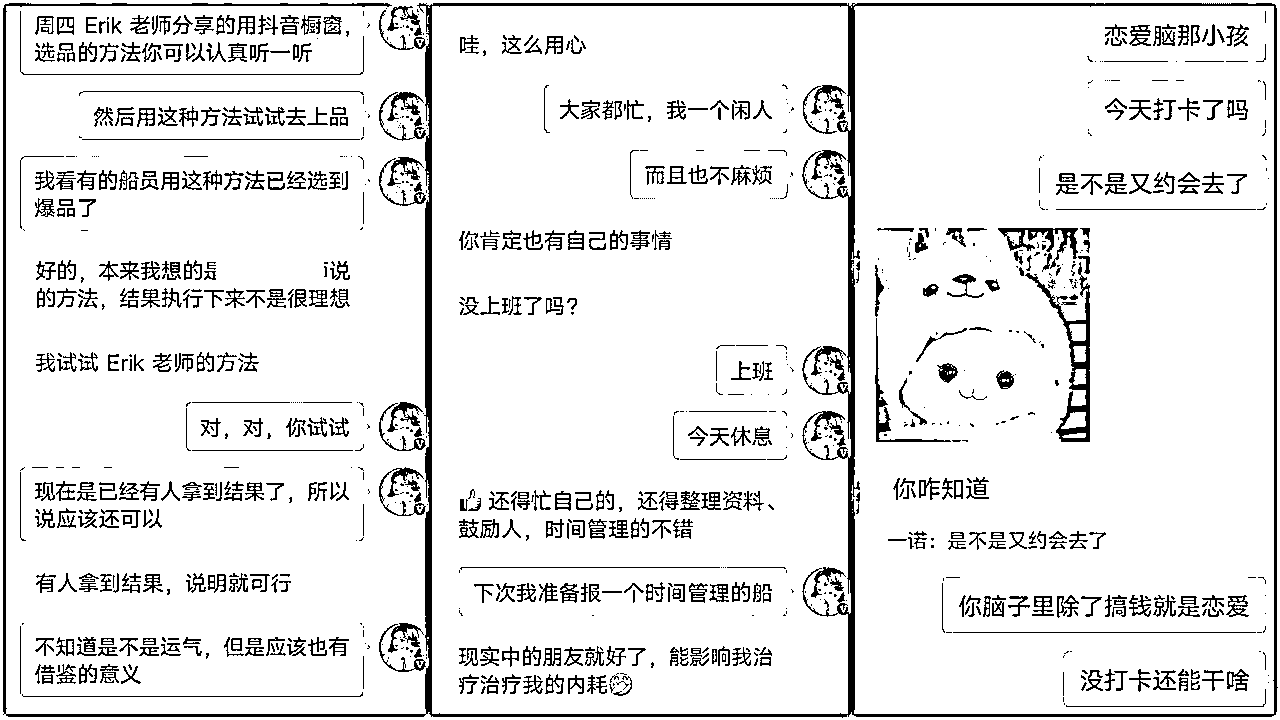 周四 Erik 老师分享的用抖音橱窗,
选品的方法你可以认真听一听
然后用这种方法试试去上品
我看有的船员用这种方法已经选到
爆品了
好的，本来我想的是
说
的方法，结果执行下来不是很理想
我试试 Erik 老师的方法
对，对，你试试
现在是已经有人拿到结果了，所以
说应该还可以
有人拿到结果，说明就可行
不知道是不是运气，但是应该也有
借鉴的意义
哇，这么用心
大家都忙，我一个闲人
而且也不麻烦
你肯定也有自己的事情
没上班了吗?
上班
今天休息
👍 还得忙自己的，还得整理资料、
鼓励人，时间管理的不错
下次我准备报一个时间管理的船
现实中的朋友就好了，能影响我治
疗治疗我的内耗
恋爱脑那小孩
今天打卡了吗
是不是又约会去了
你咋知道
一诺：是不是又约会去了
你脑子里除了搞钱就是恋爱
没打卡还能干啥